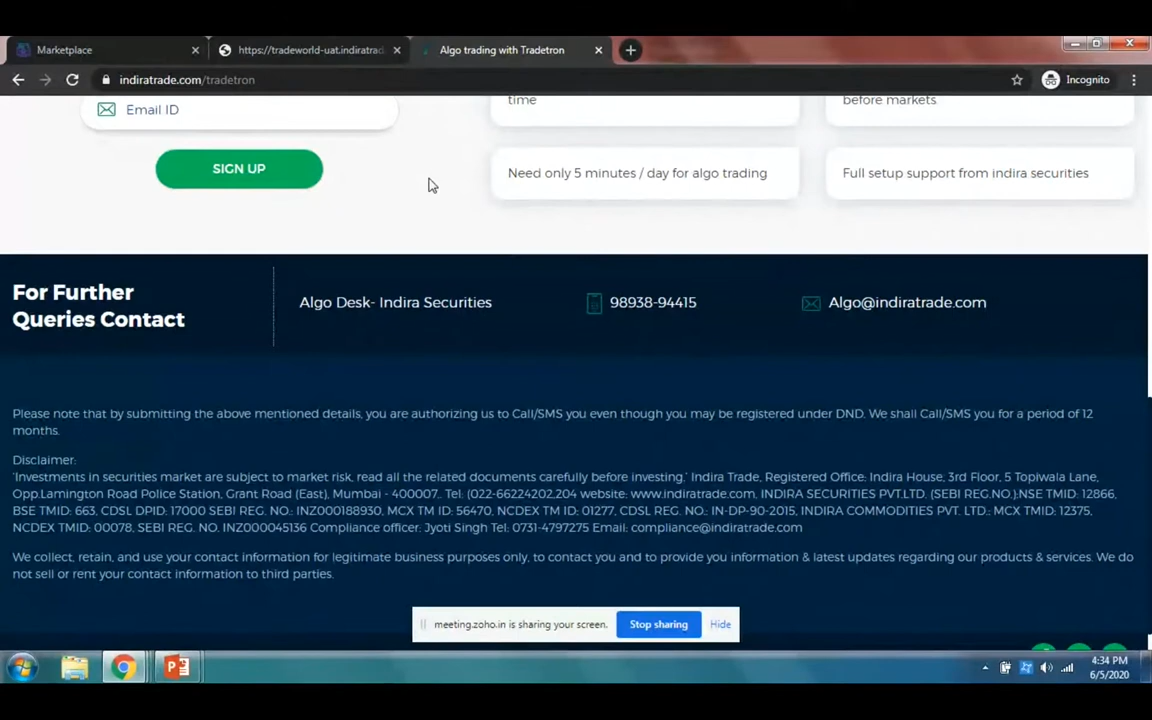 Marketplace
https://tradeworld-uat.indiratrad
Algo trading with Tradetron
indiratrade.com/tradetron
Incognito
Email ID
time
before markets
SIGN UP
Need only 5 minutes / day for algo trading
Full setup support from indira securities
For Further
Queries Contact
Algo Desk- Indira Securities
98938-94415
Algo@indiratrade.com
Please note that by submitting the above mentioned details, you are authorizing us to Call/SMS you even though you may be registered under DND. We shall Call/SMS you for a period of 12
months.
Disclaimer:
'Investments in securities market are subject to market risk, read all the related documents carefully before investing.' Indira Trade, Registered Office: Indira House, 3rd Floor, 5 Topiwala Lane,
Opp.Lamington Road Police Station, Grant Road (East), Mumbai - 400007. Tel: (022-66224202,204 website: www.indiratrade.com, INDIRA SECURITIES PVT.LTD. (SEBI REG.NO.):NSE TMID: 12866,
BSE TMID: 663, CDSL DPID: 17000 SEBI REG. NO.: INZ000188930, MCX TM ID: 56470, NCDEX TM ID: 01277, CDSL REG. NO.: IN-DP-90-2015, INDIRA COMMODITIES PVT. LTD.: MCX TMID: 12375,
NCDEX TMID: 00078, SEBI REG. NO. INZ000045136 Compliance officer: Jyoti Singh Tel: 0731-4797275 Email: compliance@indiratrade.com
We collect, retain, and use your contact information for legitimate business purposes only, to contact you and to provide you information & latest updates regarding our products & services. We do
not sell or rent your contact information to third parties.
meeting.zoho.in is sharing your screen.
Stop sharing
Hide
4:34 PM
6/5/2020